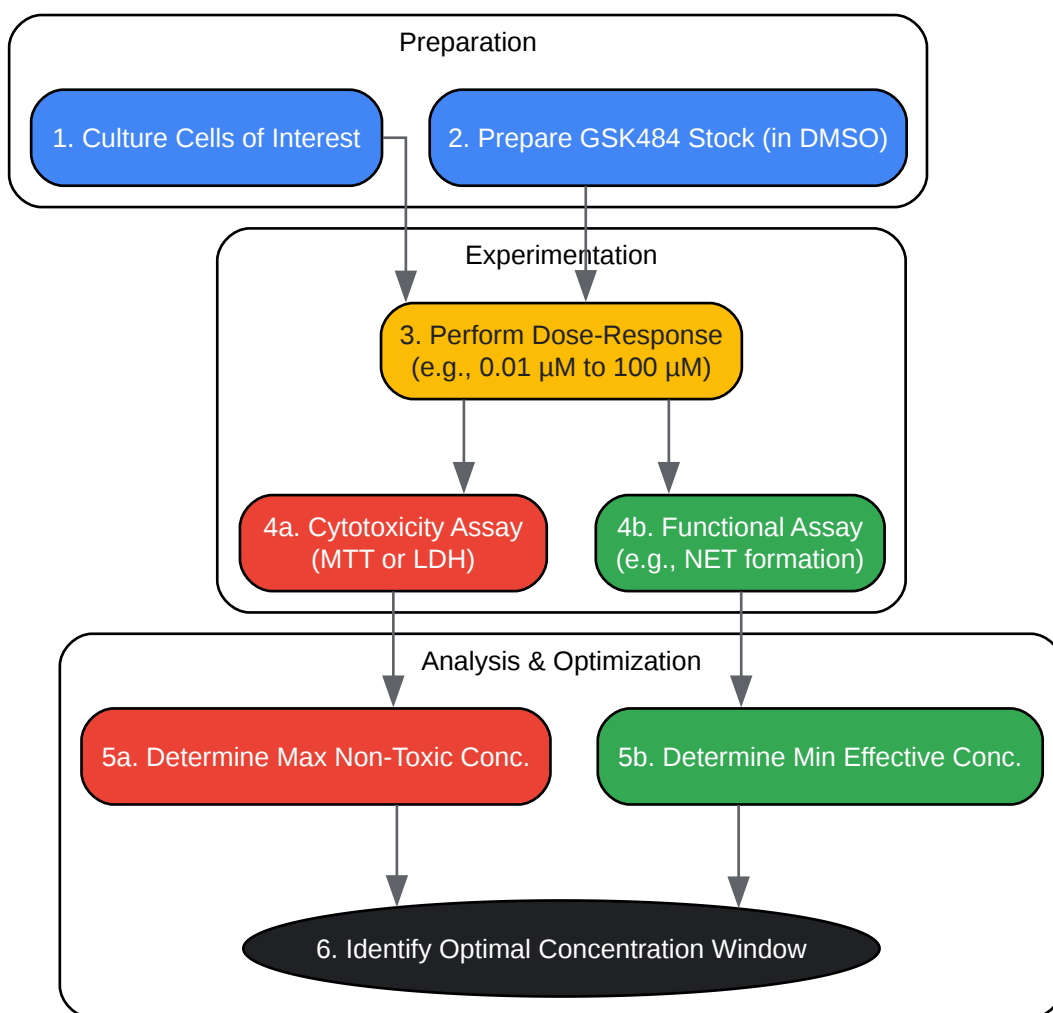 Preparation
1. Culture Cells of Interest
2. Prepare GSK484 Stock (in DMSO)
Experimentation
3. Perform Dose-Response
(e.g., 0.01 µM to 100 µM)
4a. Cytotoxicity Assay
(MTT or LDH)
4b. Functional Assay
(e.g., NET formation)
Analysis & Optimization
5a. Determine Max Non-Toxic Conc.
5b. Determine Min Effective Conc.
6. Identify Optimal Concentration Window